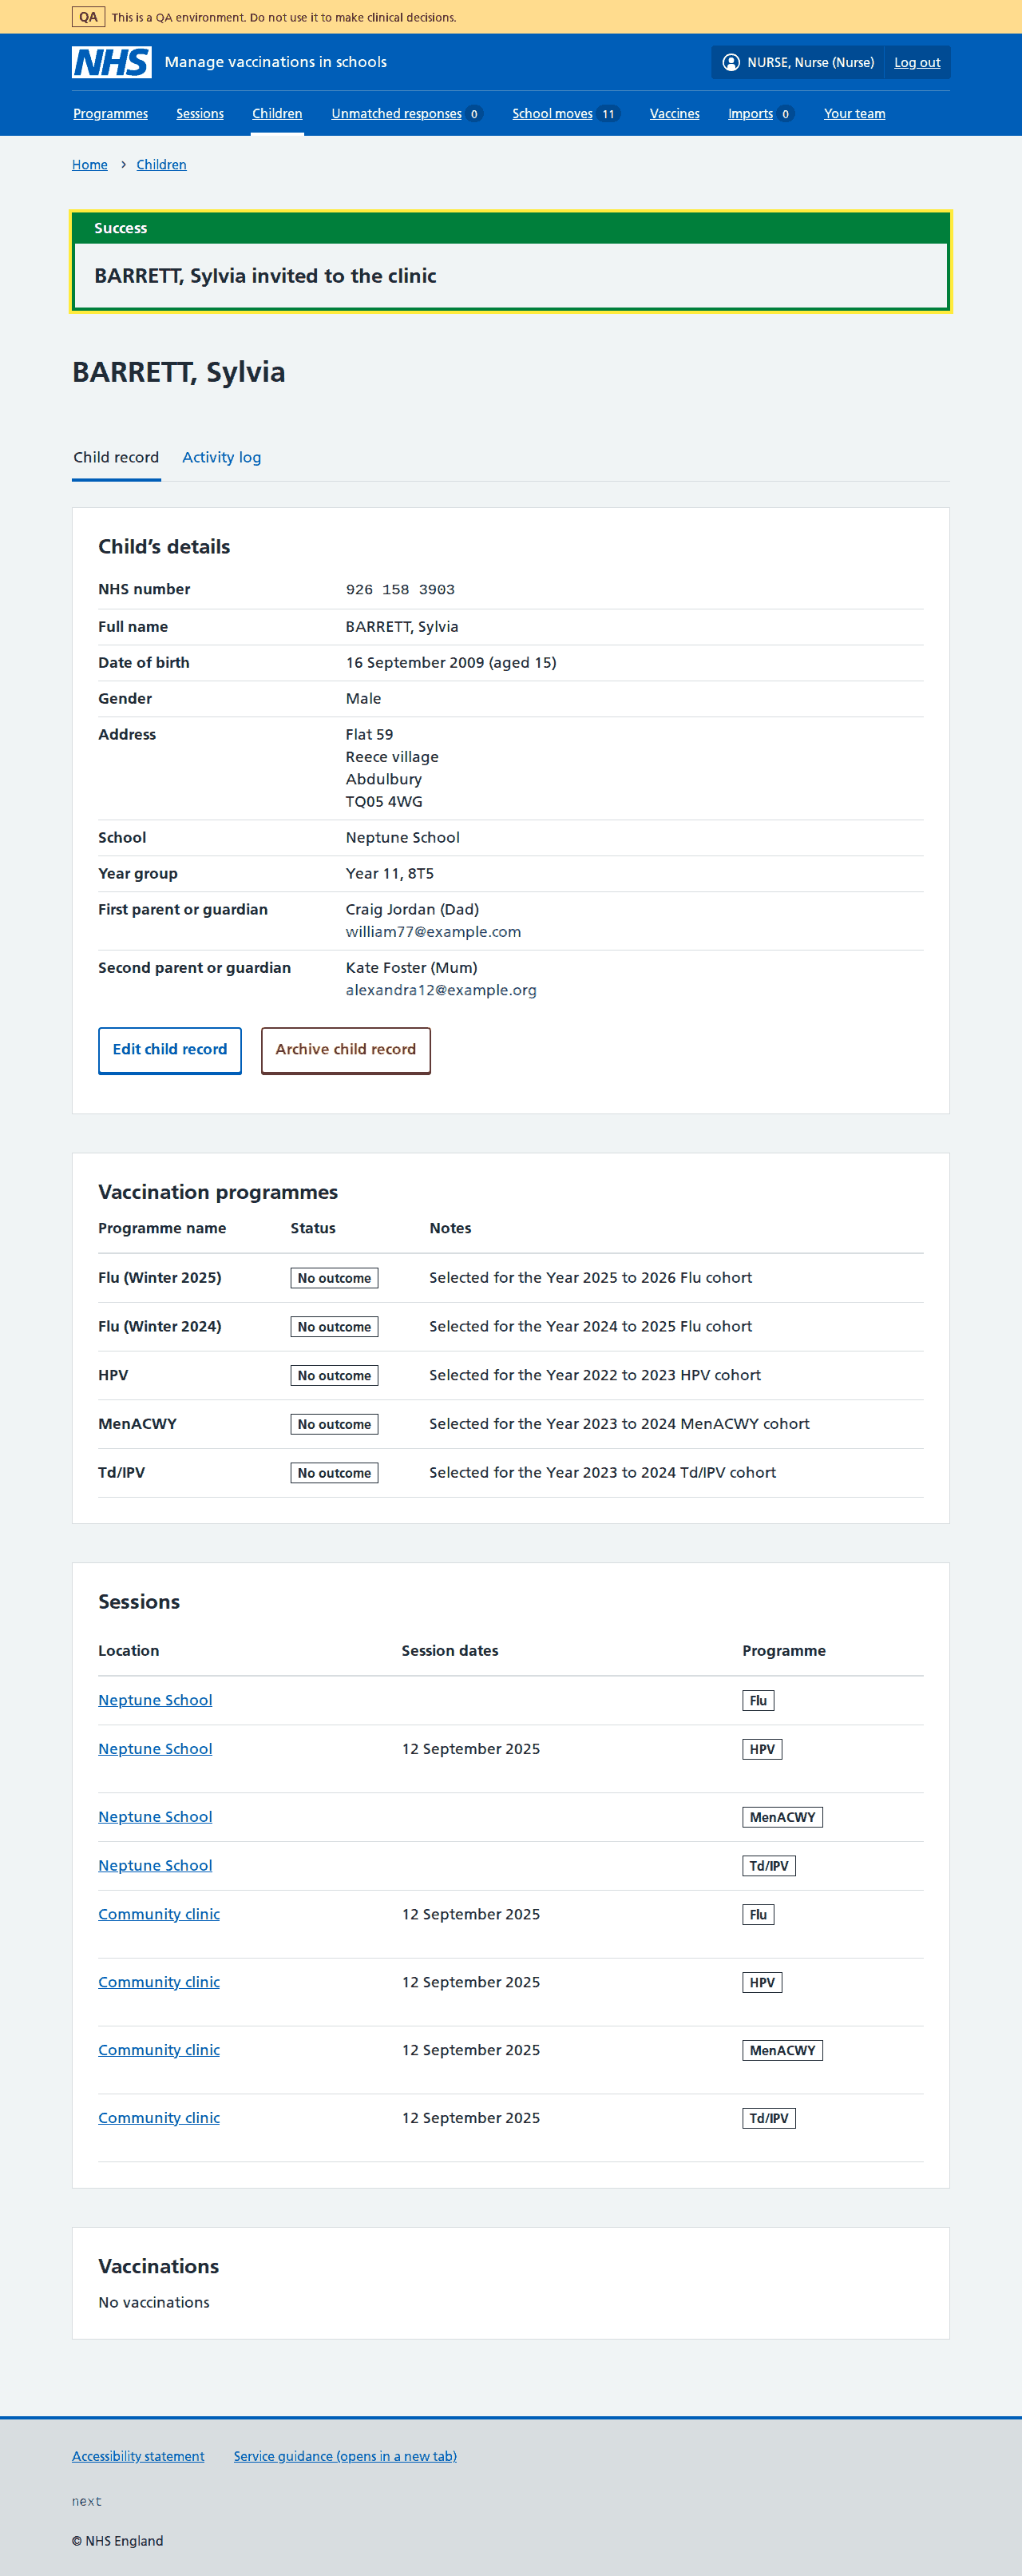 QA This is a QA environment. Do not use it to make clinical decisions.
NHS Manage vaccinations in schools NURSE, Nurse (Nurse) Log out
Programmes Sessions Children Unmatched responses 0 School moves 11 Vaccines Imports 0 Your team
Home > Children
Success
BARRETT, Sylvia invited to the clinic
BARRETT, Sylvia
Child record Activity log
Child’s details
NHS number 926 158 3903
Full name BARRETT, Sylvia
Date of birth 16 September 2009 (aged 15)
Gender Male
Address Flat 59
Reece village
Abdulbury
TQ05 4WG
School Neptune School
Year group Year 11, 8T5
First parent or guardian Craig Jordan (Dad)
william77@example.com
Second parent or guardian Kate Foster (Mum)
alexandra12@example.org
Edit child record Archive child record
Vaccination programmes
Programme name Status Notes
Flu (Winter 2025) No outcome Selected for the Year 2025 to 2026 Flu cohort
Flu (Winter 2024) No outcome Selected for the Year 2024 to 2025 Flu cohort
HPV No outcome Selected for the Year 2022 to 2023 HPV cohort
MenACWY No outcome Selected for the Year 2023 to 2024 MenACWY cohort
Td/IPV No outcome Selected for the Year 2023 to 2024 Td/IPV cohort
Sessions
Location Session dates Programme
Neptune School Flu
Neptune School 12 September 2025 HPV
Neptune School MenACWY
Neptune School Td/IPV
Community clinic 12 September 2025 Flu
Community clinic 12 September 2025 HPV
Community clinic 12 September 2025 MenACWY
Community clinic 12 September 2025 Td/IPV
Vaccinations
No vaccinations
Accessibility statement Service guidance (opens in a new tab)
next
© NHS England